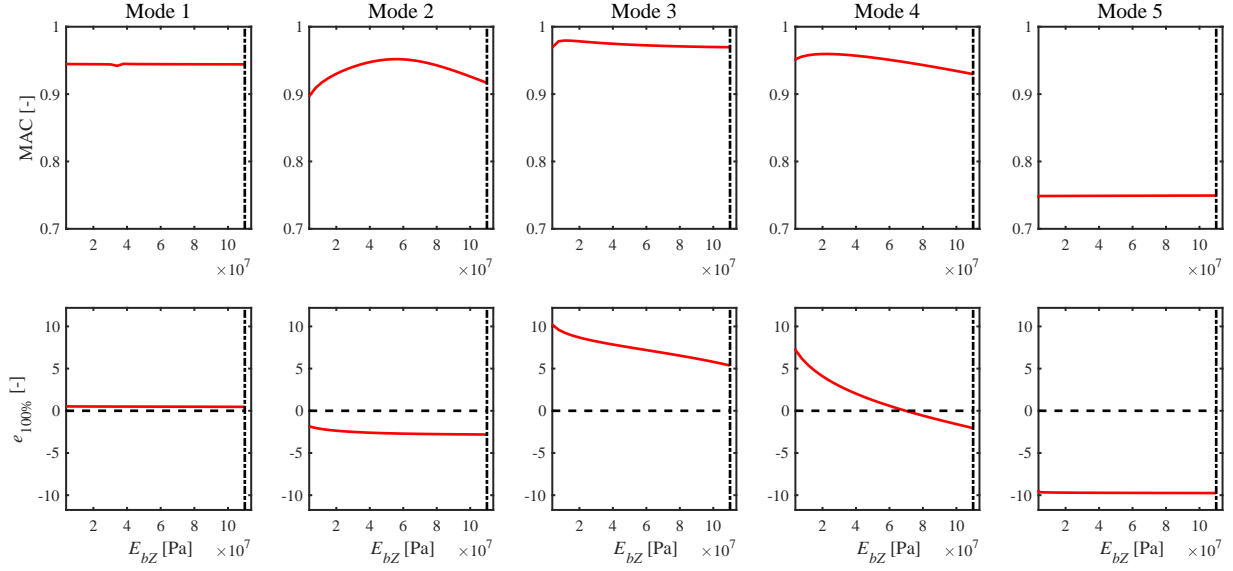 Mode 1 Mode 2 Mode 3 Mode 4 Mode 5
1 1 1 1 1
0.9 0.9 0.9 0.9 0.9
MAC [-]
0.8 0.8 0.8 0.8 0.8
0.7 0.7 0.7 0.7 0.7
2 4 6 8 10 2 4 6 8 10 2 4 6 8 10 2 4 6 8 10 2 4 6 8 10
×10^7 ×10^7 ×10^7 ×10^7 ×10^7
10 10 10 10 10
5 5 5 5 5
e_100% [-]
0 0 0 0 0
-5 -5 -5 -5 -5
-10 -10 -10 -10 -10
2 4 6 8 10 2 4 6 8 10 2 4 6 8 10 2 4 6 8 10 2 4 6 8 10
E_bZ [Pa] ×10^7 E_bZ [Pa] ×10^7 E_bZ [Pa] ×10^7 E_bZ [Pa] ×10^7 E_bZ [Pa] ×10^7